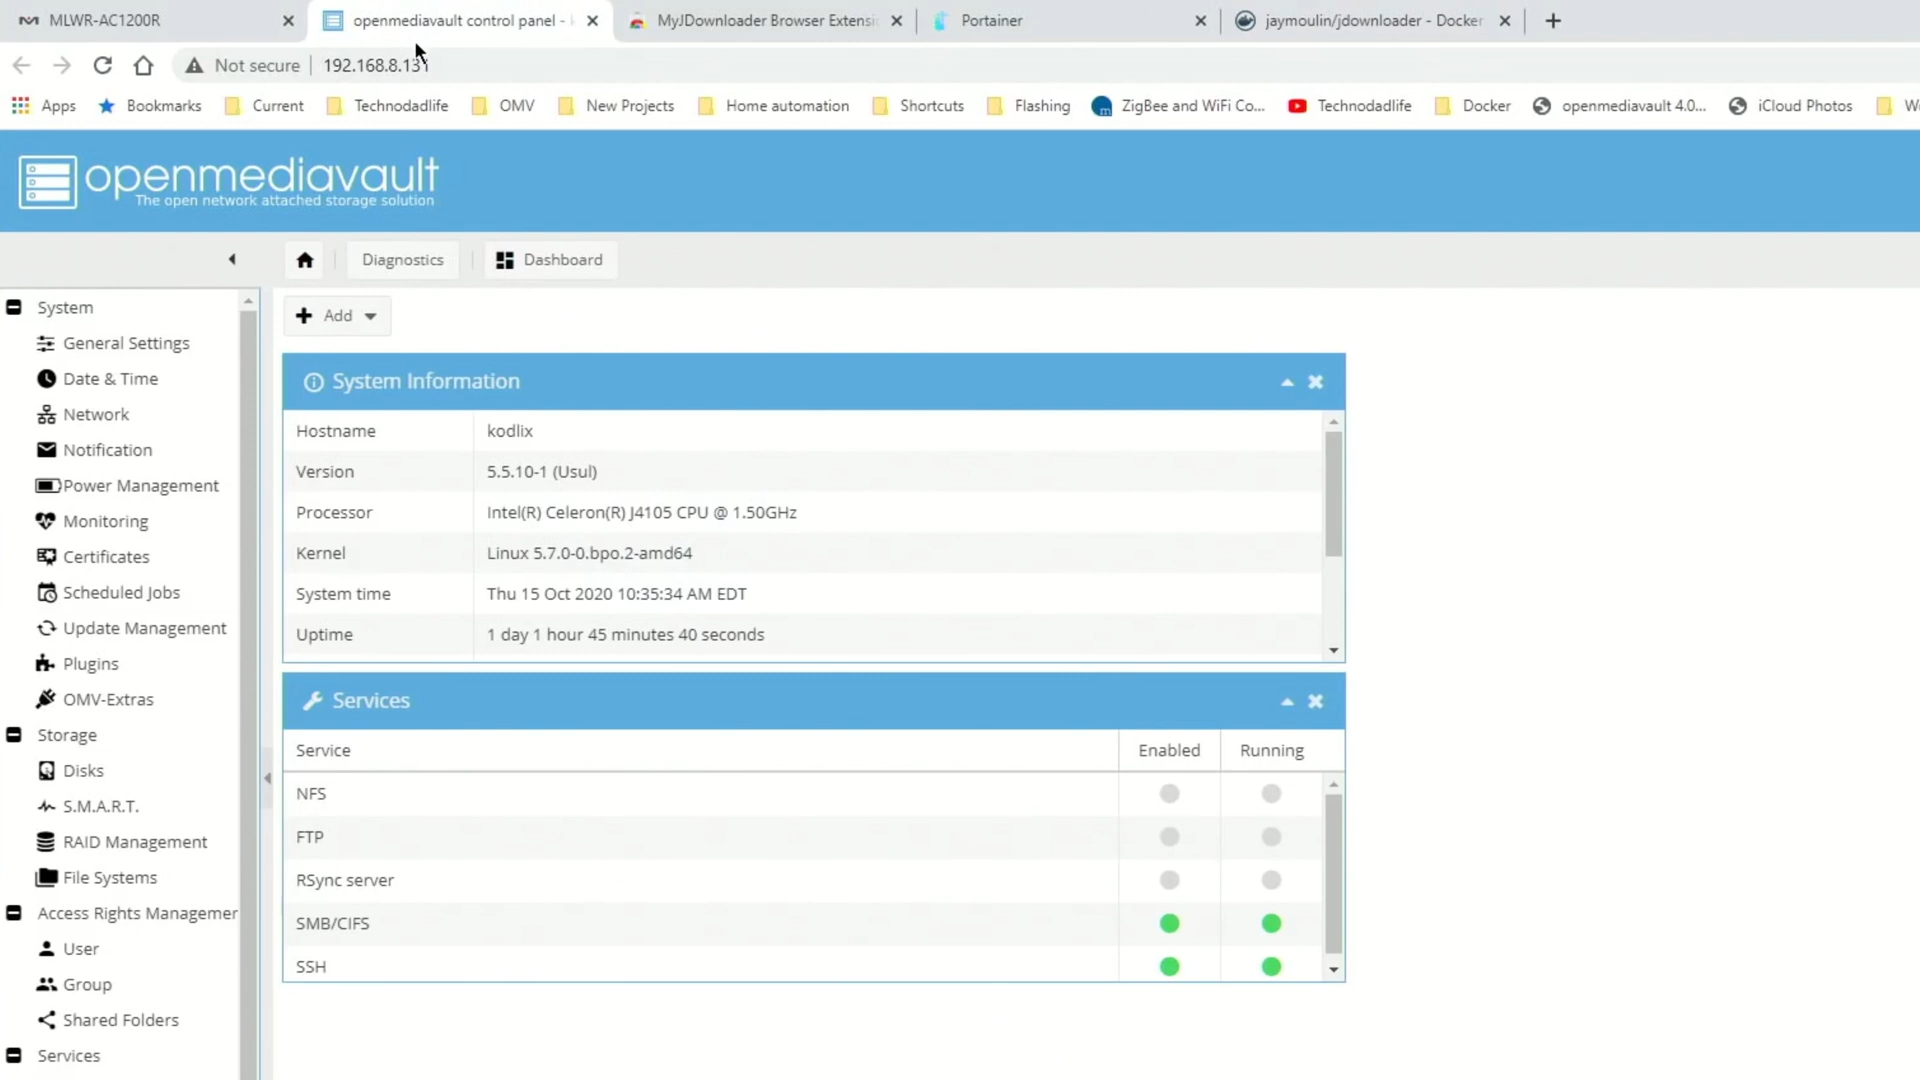 MLWR-AC1200R
openmediavault control panel -
MyJDownloader Browser Extensi
Portainer
jaymoulin/jdownloader - Docker
Not secure
192.168.8.131
Apps
Bookmarks
Current
Technodadlife
OMV
New Projects
Home automation
Shortcuts
Flashing
ZigBee and WiFi Co...
Technodadlife
Docker
openmediavault 4.0...
iCloud Photos
openmediavault
The open network attached storage solution
Diagnostics
Dashboard
System
General Settings
Date & Time
Network
Notification
Power Management
Monitoring
Certificates
Scheduled Jobs
Update Management
Plugins
OMV-Extras
Storage
Disks
S.M.A.R.T.
RAID Management
File Systems
Access Rights Managemer
User
Group
Shared Folders
Services
Add
System Information
Hostname kodlix
Version 5.5.10-1 (Usul)
Processor Intel(R) Celeron(R) J4105 CPU @ 1.50GHz
Kernel Linux 5.7.0-0.bpo.2-amd64
System time Thu 15 Oct 2020 10:35:34 AM EDT
Uptime 1 day 1 hour 45 minutes 40 seconds
Services
Service Enabled Running
NFS
FTP
RSync server
SMB/CIFS
SSH